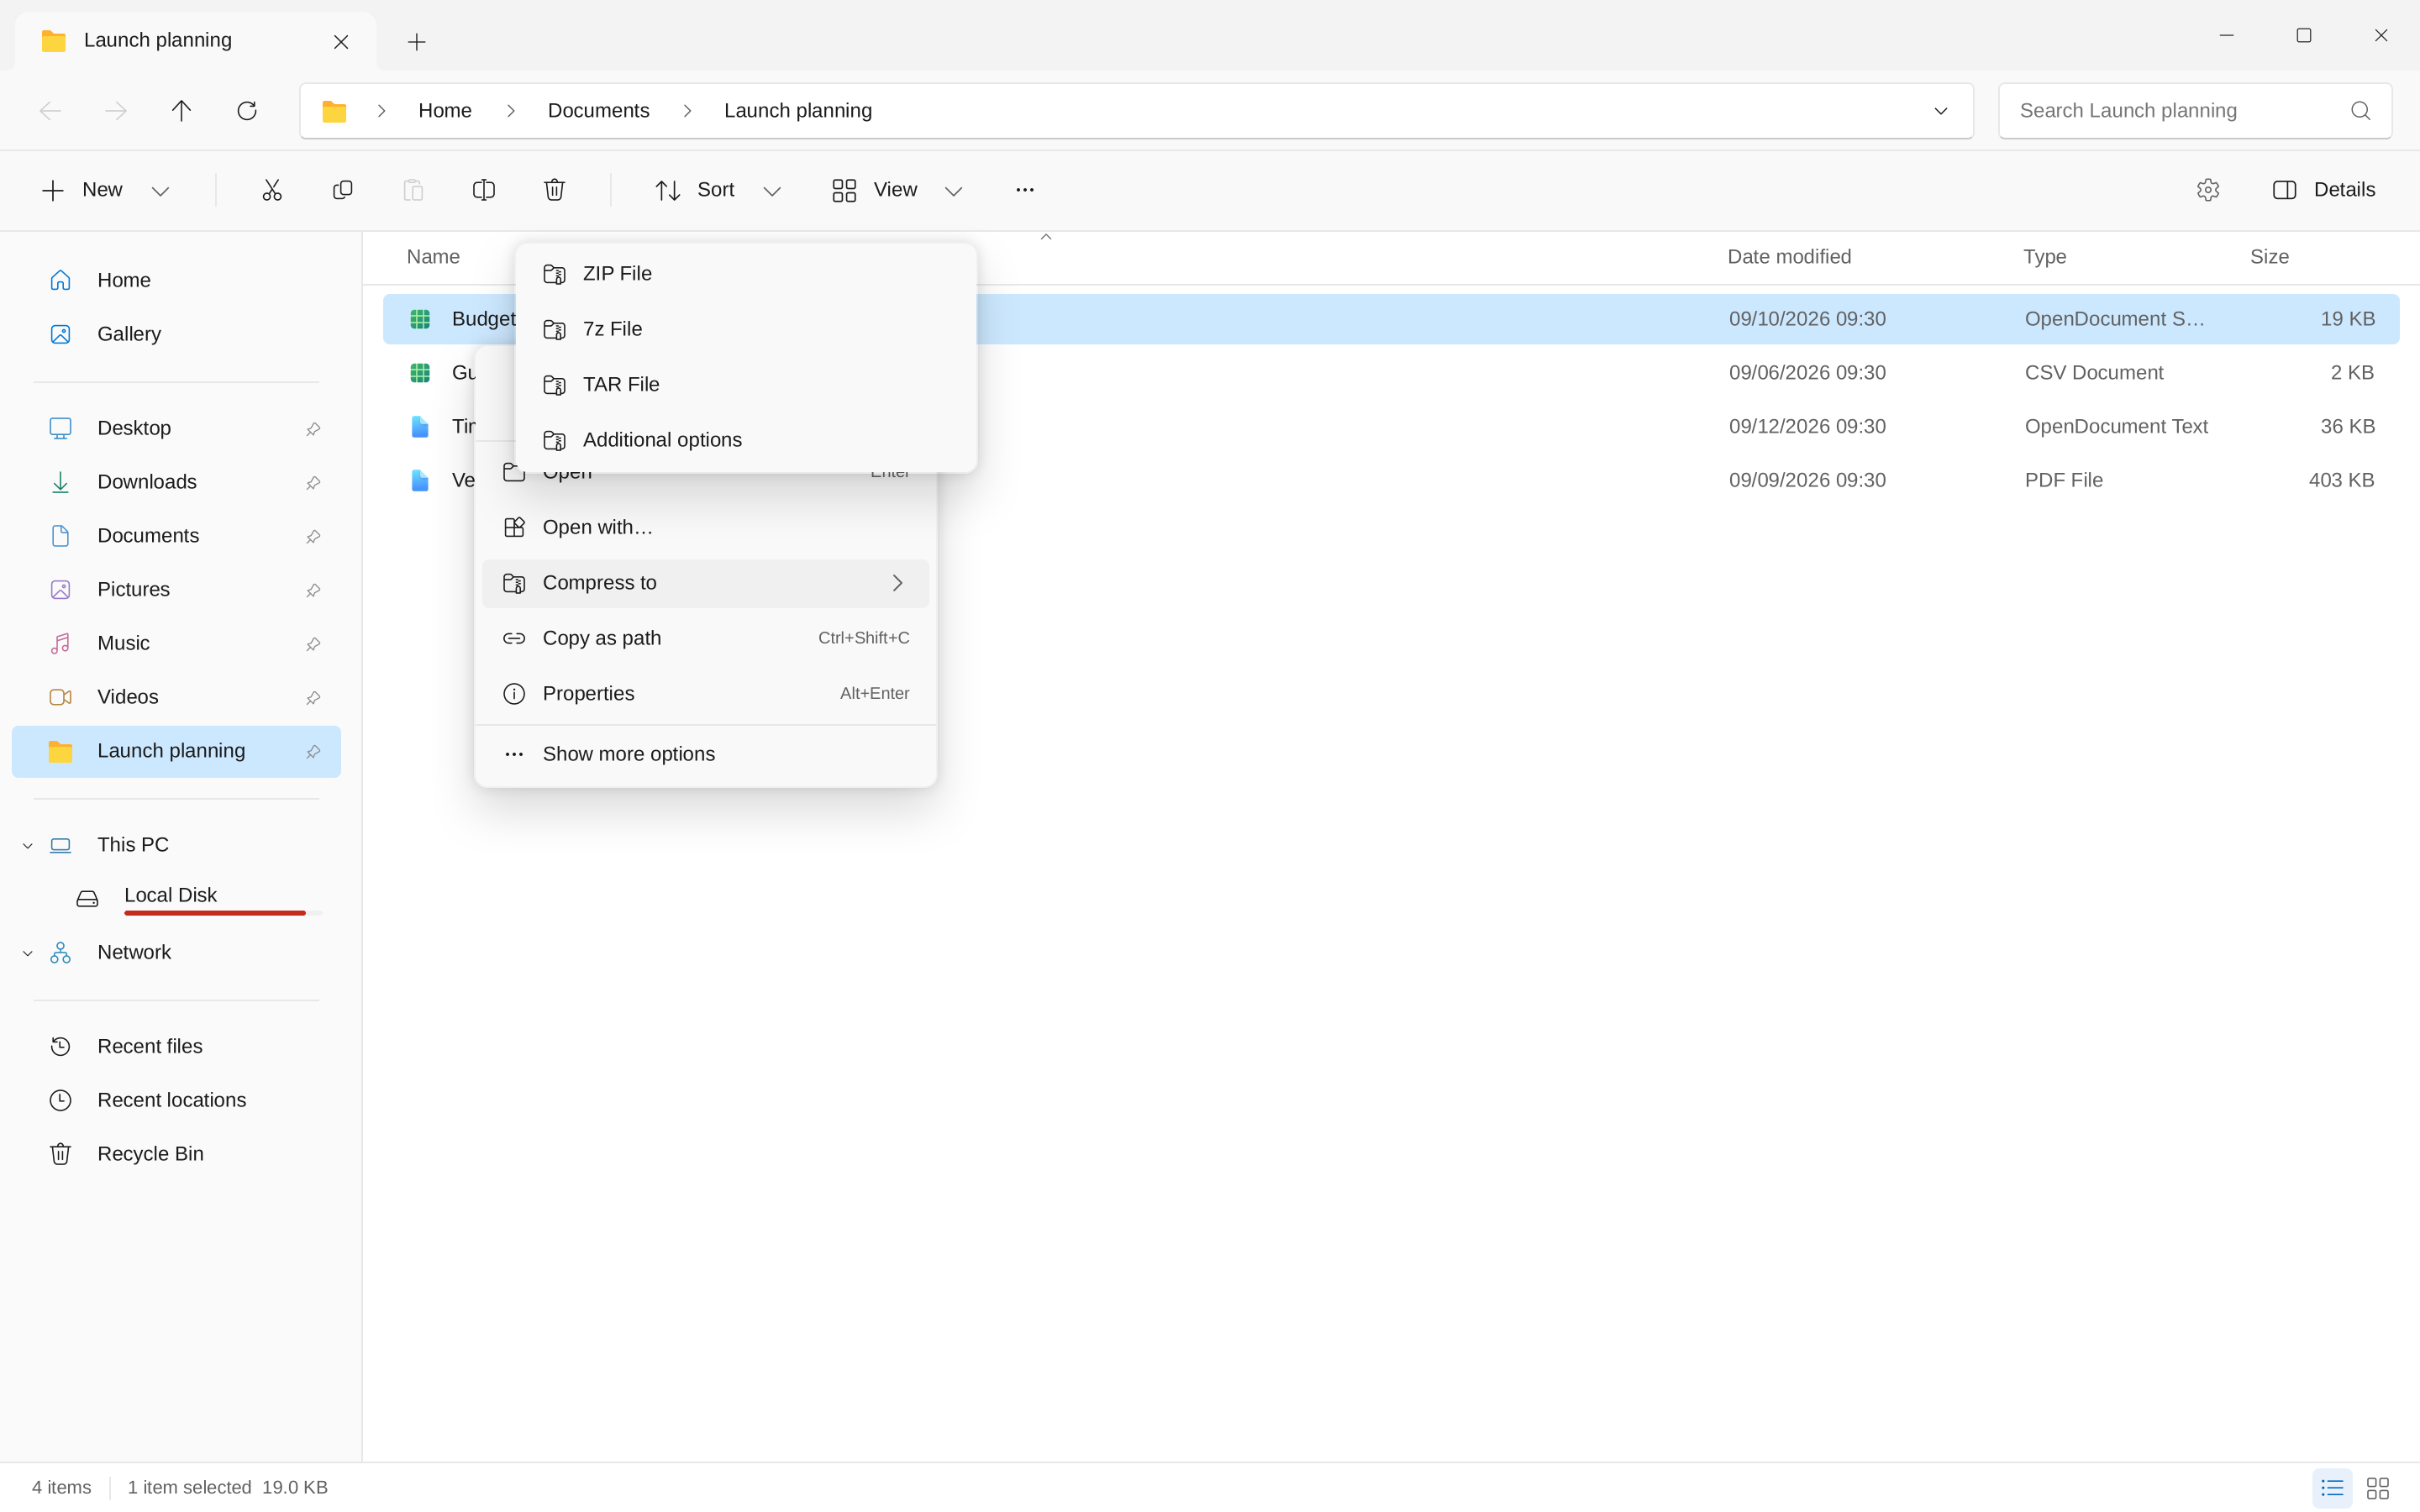 Launch planning
Home
Documents
Launch planning
Search Launch planning
New
Sort
View
Details
Home
Gallery
Desktop
Downloads
Documents
Pictures
Music
Videos
Launch planning
This PC
Local Disk
Network
Recent files
Recent locations
Recycle Bin
Name
Date modified
Type
Size
Budget
09/10/2026 09:30
OpenDocument S…
19 KB
09/06/2026 09:30
CSV Document
2 KB
09/12/2026 09:30
OpenDocument Text
36 KB
09/09/2026 09:30
PDF File
403 KB
ZIP File
7z File
TAR File
Additional options
Open
Enter
Open with…
Compress to
Copy as path
Ctrl+Shift+C
Properties
Alt+Enter
Show more options
4 items
1 item selected 19.0 KB